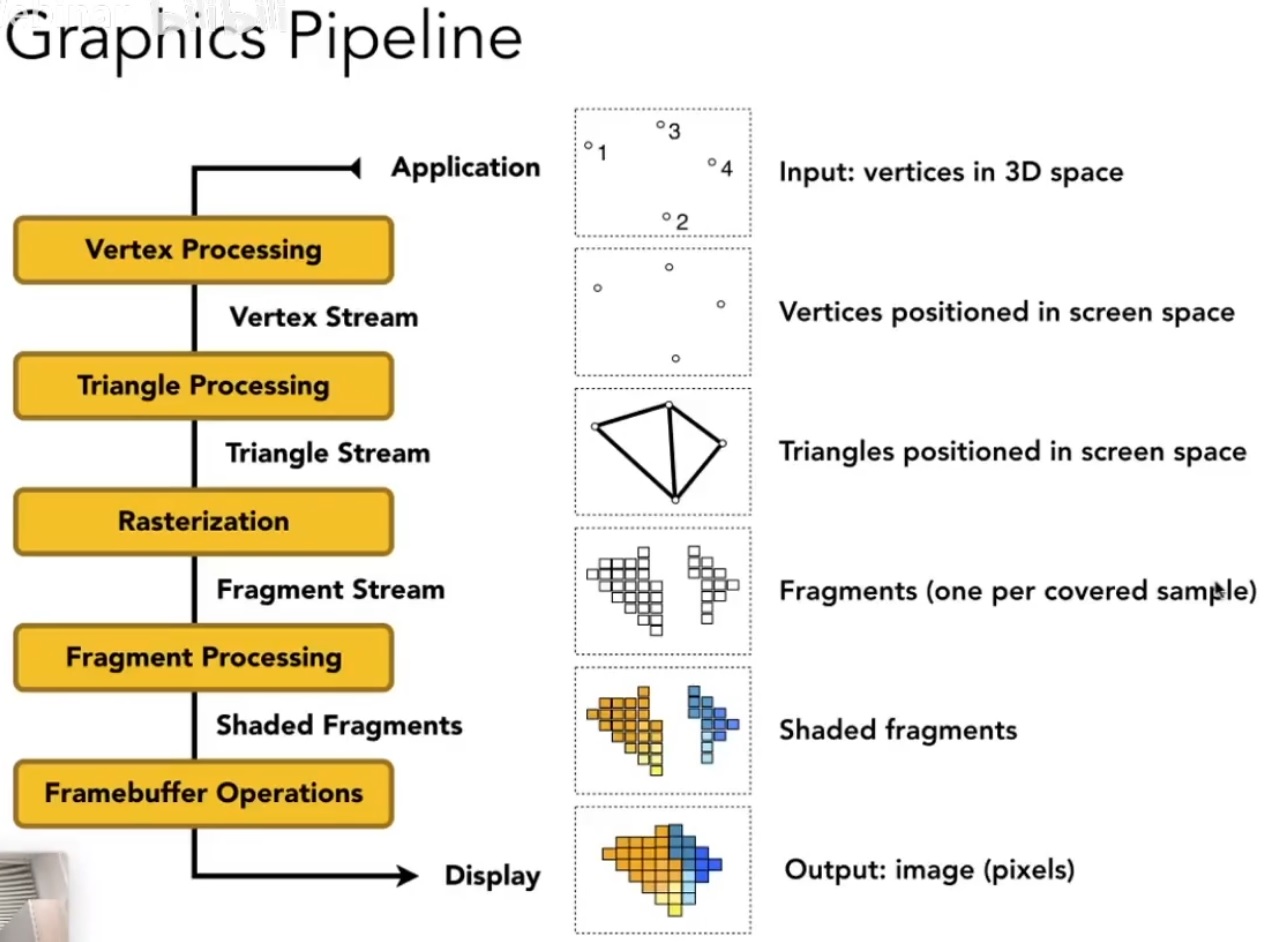 Graphics Pipeline
Application
Vertex Processing
Vertex Stream
Triangle Processing
Triangle Stream
Rasterization
Fragment Stream
Fragment Processing
Shaded Fragments
Framebuffer Operations
Display
1
3
4
2
Input: vertices in 3D space
Vertices positioned in screen space
Triangles positioned in screen space
Fragments (one per covered sample)
Shaded fragments
Output: image (pixels)